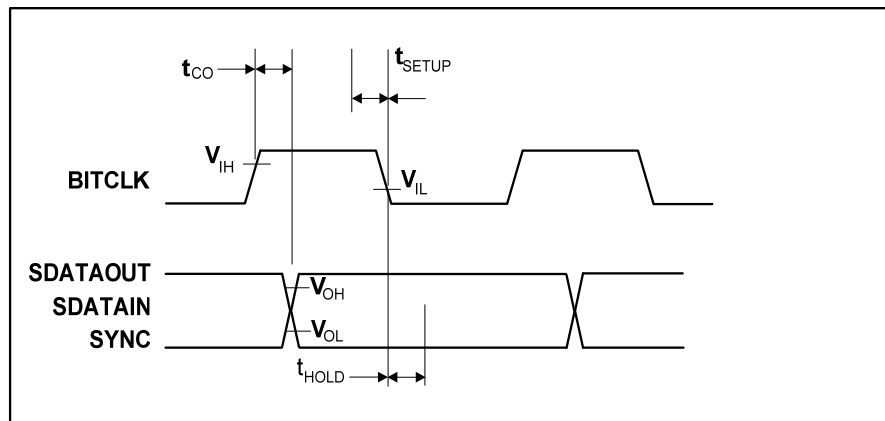 tCO
tSETUP
VIH
BITCLK
VIL
SDATAOUT
VOH
SDATAIN
SYNC
VOL
tHOLD